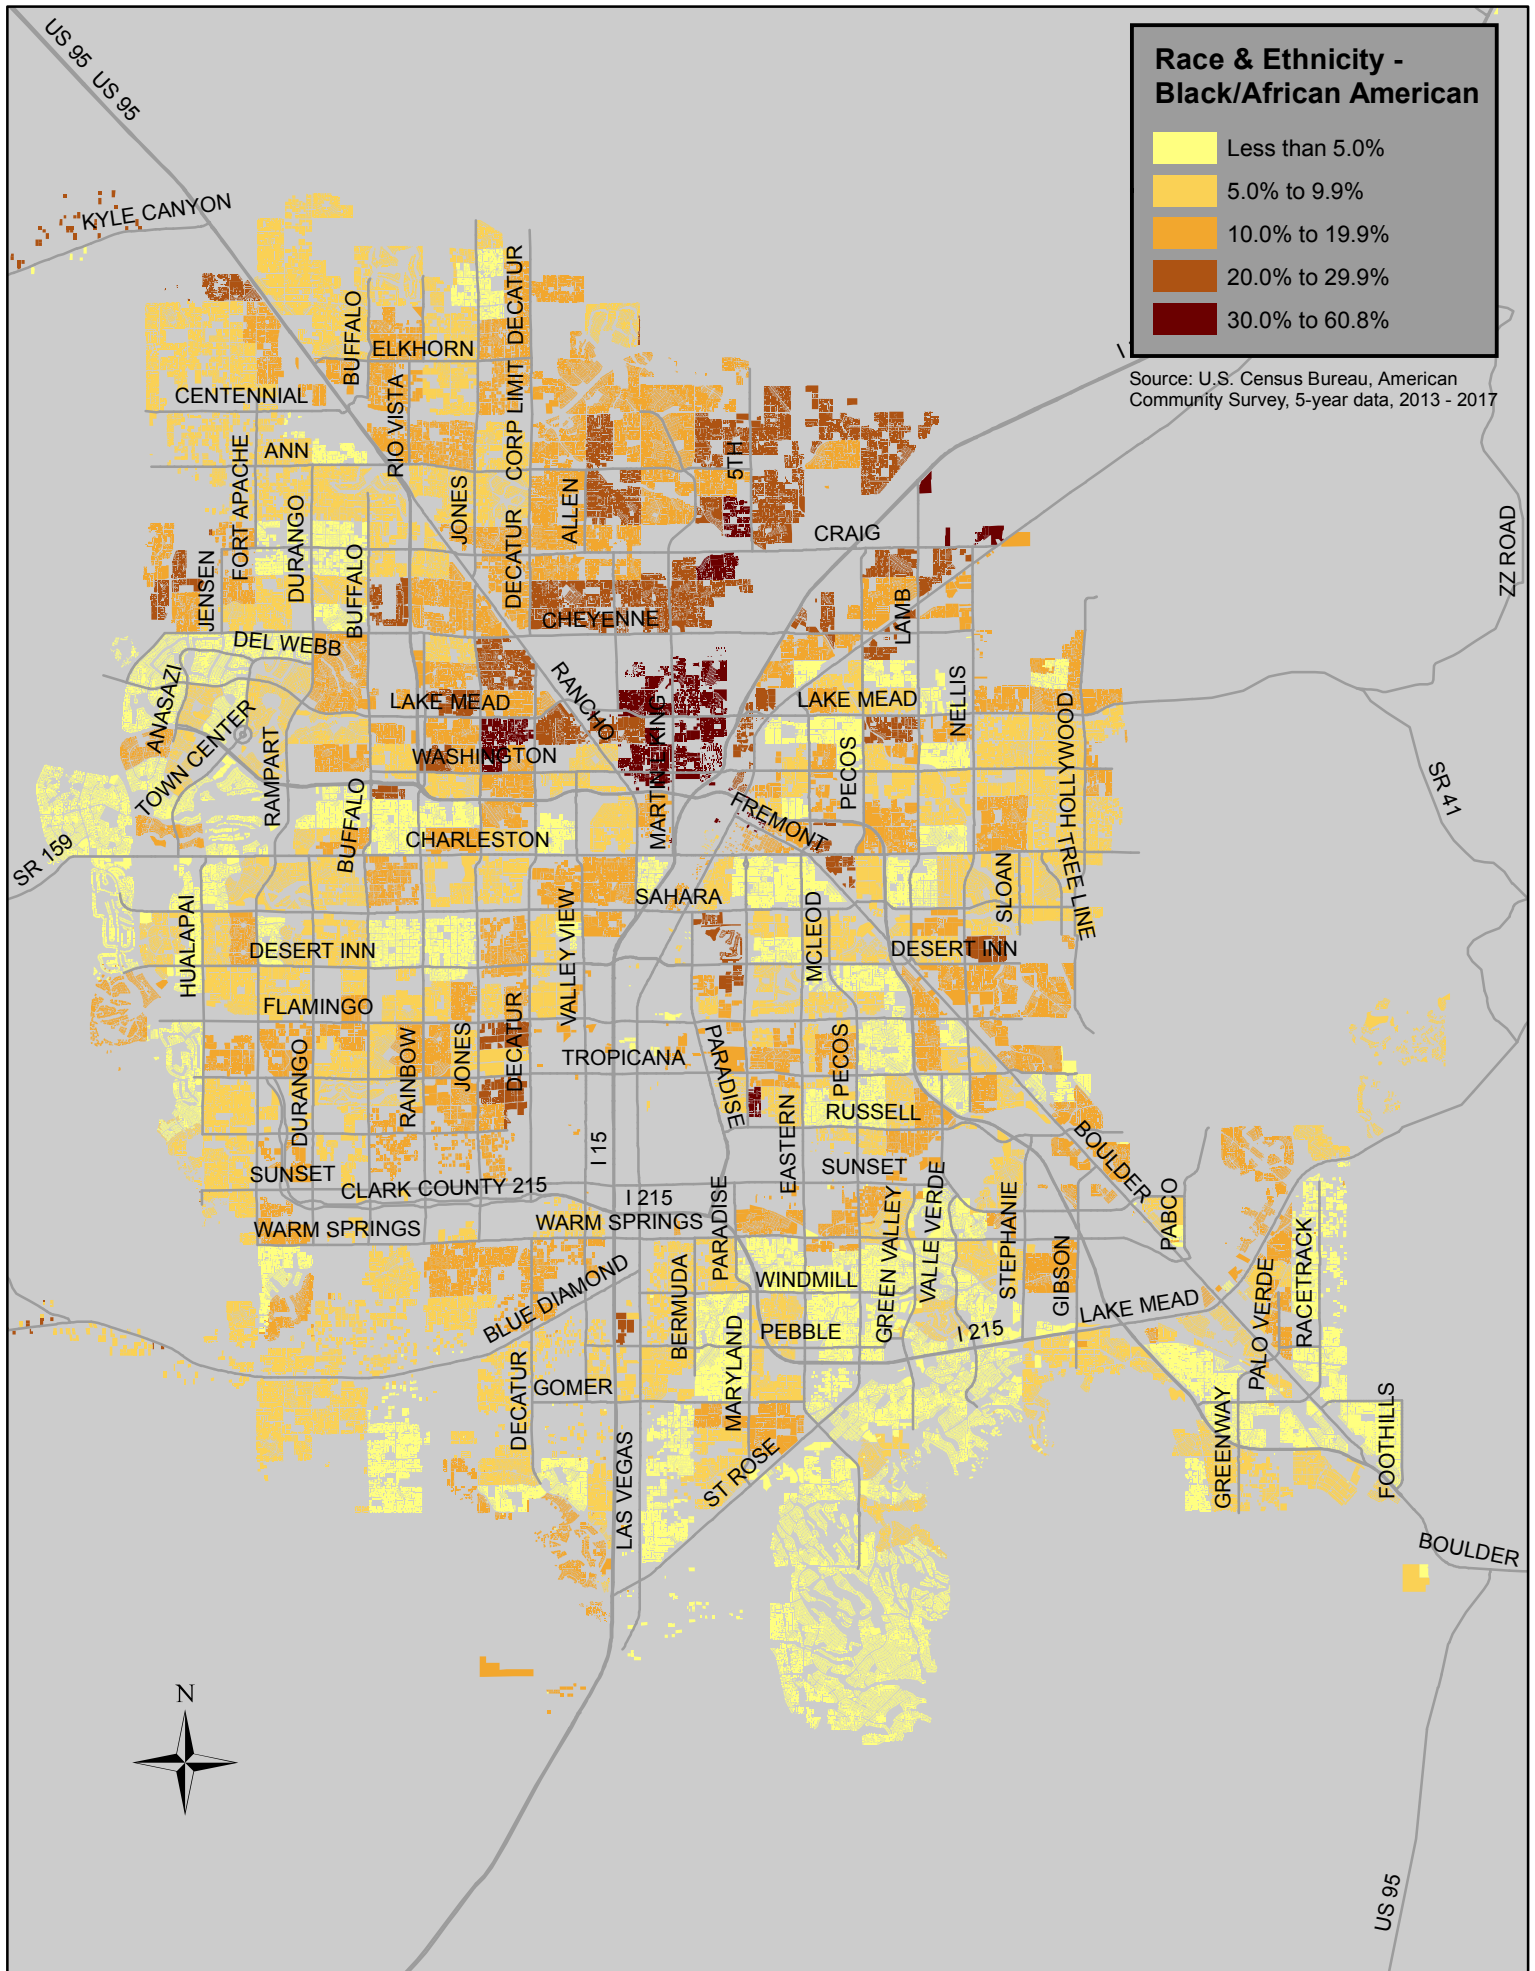 US 95 US 95
Race & Ethnicity -
Black/African American
Less than 5.0%
5.0% to 9.9%
10.0% to 19.9%
20.0% to 29.9%
30.0% to 60.8%
Source: U.S. Census Bureau, American
Community Survey, 5-year data, 2013 - 2017
KYLE CANYON
DECATUR
BUFFALO
ELKHORN
I
CENTENNIAL
RIO VISTA
CORP LIMIT
ANN
5TH
FORT APACHE
DURANGO
JONES
ALLEN
CRAIG
ZZ ROAD
JENSEN
BUFFALO
DECATUR
CHEYENNE
LAMB
DEL WEBB
ANASAZI
RANCHO
LAKE MEAD
LAKE MEAD
NELLIS
HOLLYWOOD
TOWN CENTER
RAMPART
WASHINGTON
MARTIN L KING
PECOS
SR 41
BUFFALO
CHARLESTON
FREMONT
SR 159
TREE LINE
SAHARA
SLOAN
HUALAPAI
VALLEY VIEW
MCLEOD
DESERT INN
DESERT INN
FLAMINGO
DURANGO
RAINBOW
JONES
DECATUR
TROPICANA
PARADISE
PECOS
RUSSELL
I 15
EASTERN
BOULDER
SUNSET
SUNSET
CLARK COUNTY 215
I 215
WARM SPRINGS
WARM SPRINGS
PARADISE
GREEN VALLEY
VALLE VERDE
STEPHANIE
PABCO
GIBSON
BLUE DIAMOND
BERMUDA
WINDMILL
LAKE MEAD
PALO VERDE
RACETRACK
PEBBLE
I 215
MARYLAND
DECATUR
GOMER
GREENWAY
FOOTHILLS
LAS VEGAS
ST ROSE
BOULDER
N
US 95